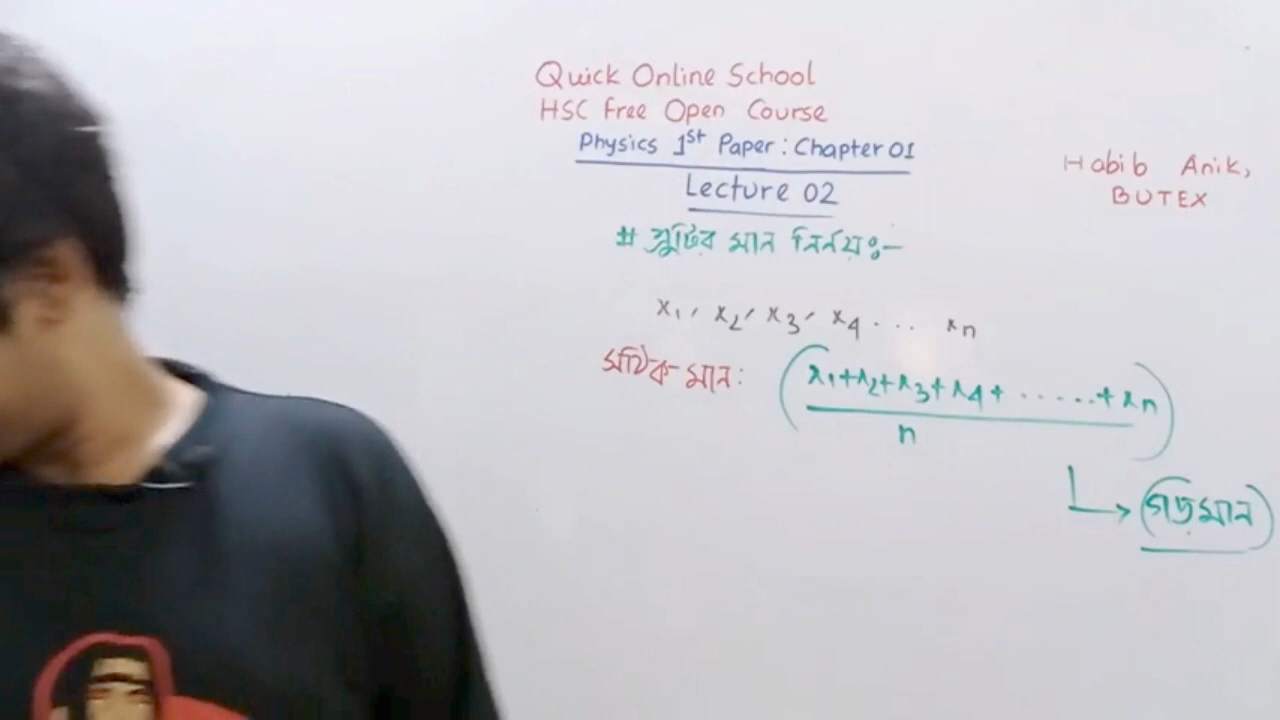 Quick Online School
HSC Free Open Course
Physics 1st Paper : Chapter 01
Lecture 02
Habib Anik,
BUTEX
# ত্রুটির মান নির্নয়ঃ-
x₁, x₂, x₃, x₄ . ... xₙ
সঠিক মান: (x₁+x₂+x₃+x₄+ ......+ xₙ)
n
→ (গড় মান)